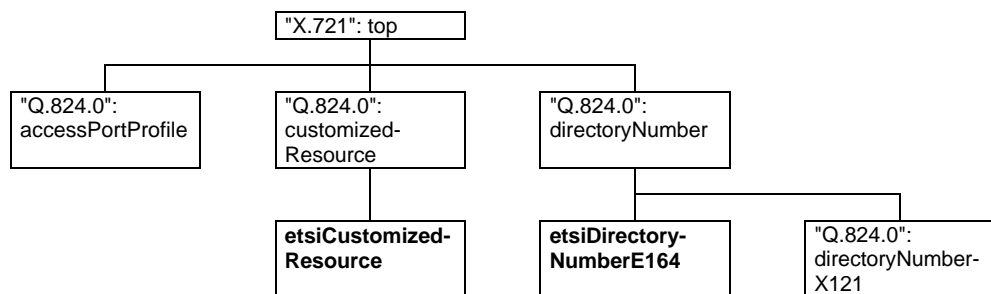 "X.721": top
"Q.824.0":
accessPortProfile
"Q.824.0":
customized-
Resource
"Q.824.0":
directoryNumber
etsiCustomized-
Resource
etsiDirectory-
NumberE164
"Q.824.0":
directoryNumber-
X121